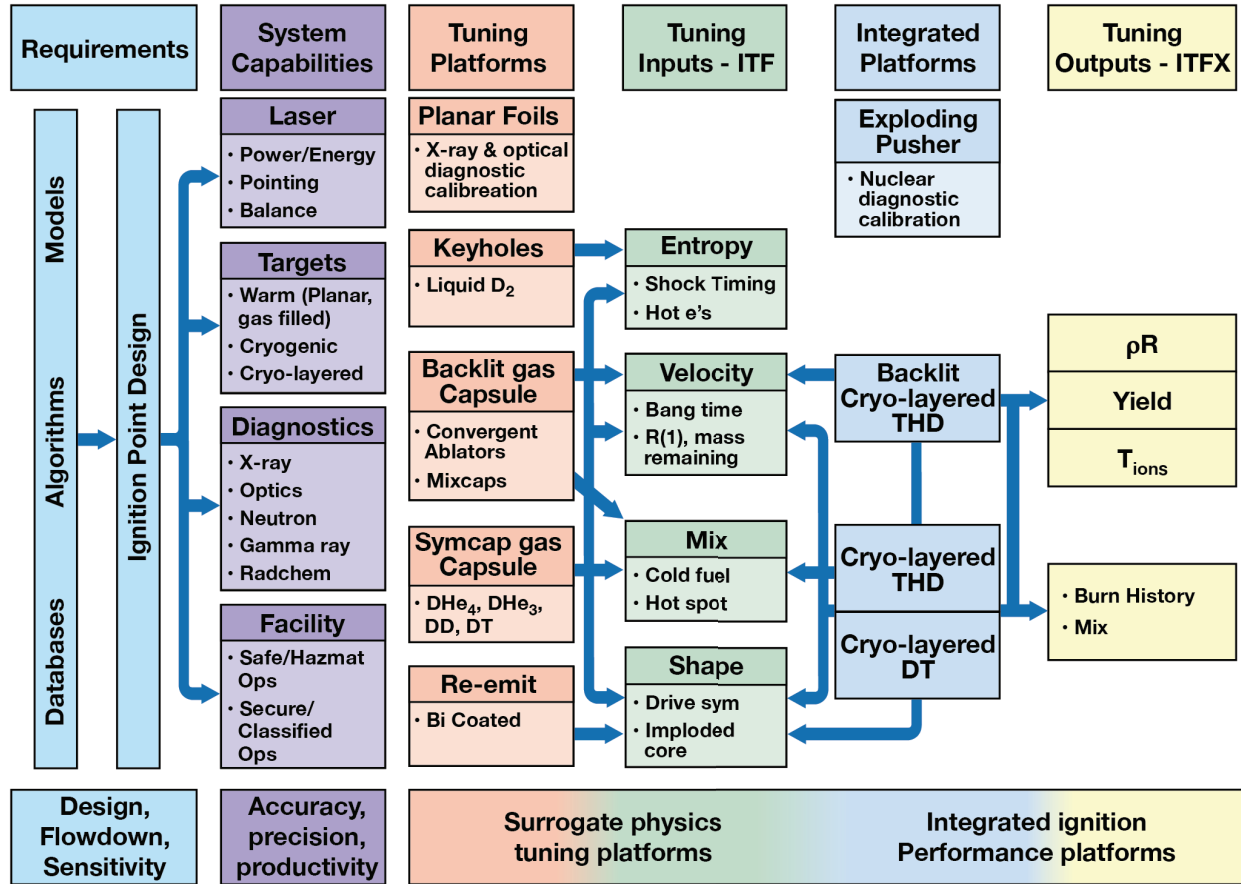 Requirements
System
Capabilities
Tuning
Platforms
Tuning
Inputs - ITF
Integrated
Platforms
Tuning
Outputs - ITFX
Models
Algorithms
Databases
Ignition Point Design
Laser
· Power/Energy
· Pointing
· Balance
Targets
· Warm (Planar,
gas filled)
· Cryogenic
· Cryo-layered
Diagnostics
· X-ray
· Optics
· Neutron
· Gamma ray
· Radchem
Facility
· Safe/Hazmat
Ops
· Secure/
Classified
Ops
Planar Foils
· X-ray & optical
diagnostic
calibreation
Keyholes
· Liquid D₂
Backlit gas
Capsule
· Convergent
Ablators
· Mixcaps
Symcap gas
Capsule
· DHe₄, DHe₃,
DD, DT
Re-emit
· Bi Coated
Entropy
· Shock Timing
· Hot e's
Velocity
· Bang time
· R(1), mass
remaining
Mix
· Cold fuel
· Hot spot
Shape
· Drive sym
· Imploded
core
Exploding
Pusher
· Nuclear
diagnostic
calibration
Backlit
Cryo-layered
THD
Cryo-layered
THD
Cryo-layered
DT
ρR
Yield
Tᵢₒₙₛ
· Burn History
· Mix
Design,
Flowdown,
Sensitivity
Accuracy,
precision,
productivity
Surrogate physics
tuning platforms
Integrated ignition
Performance platforms